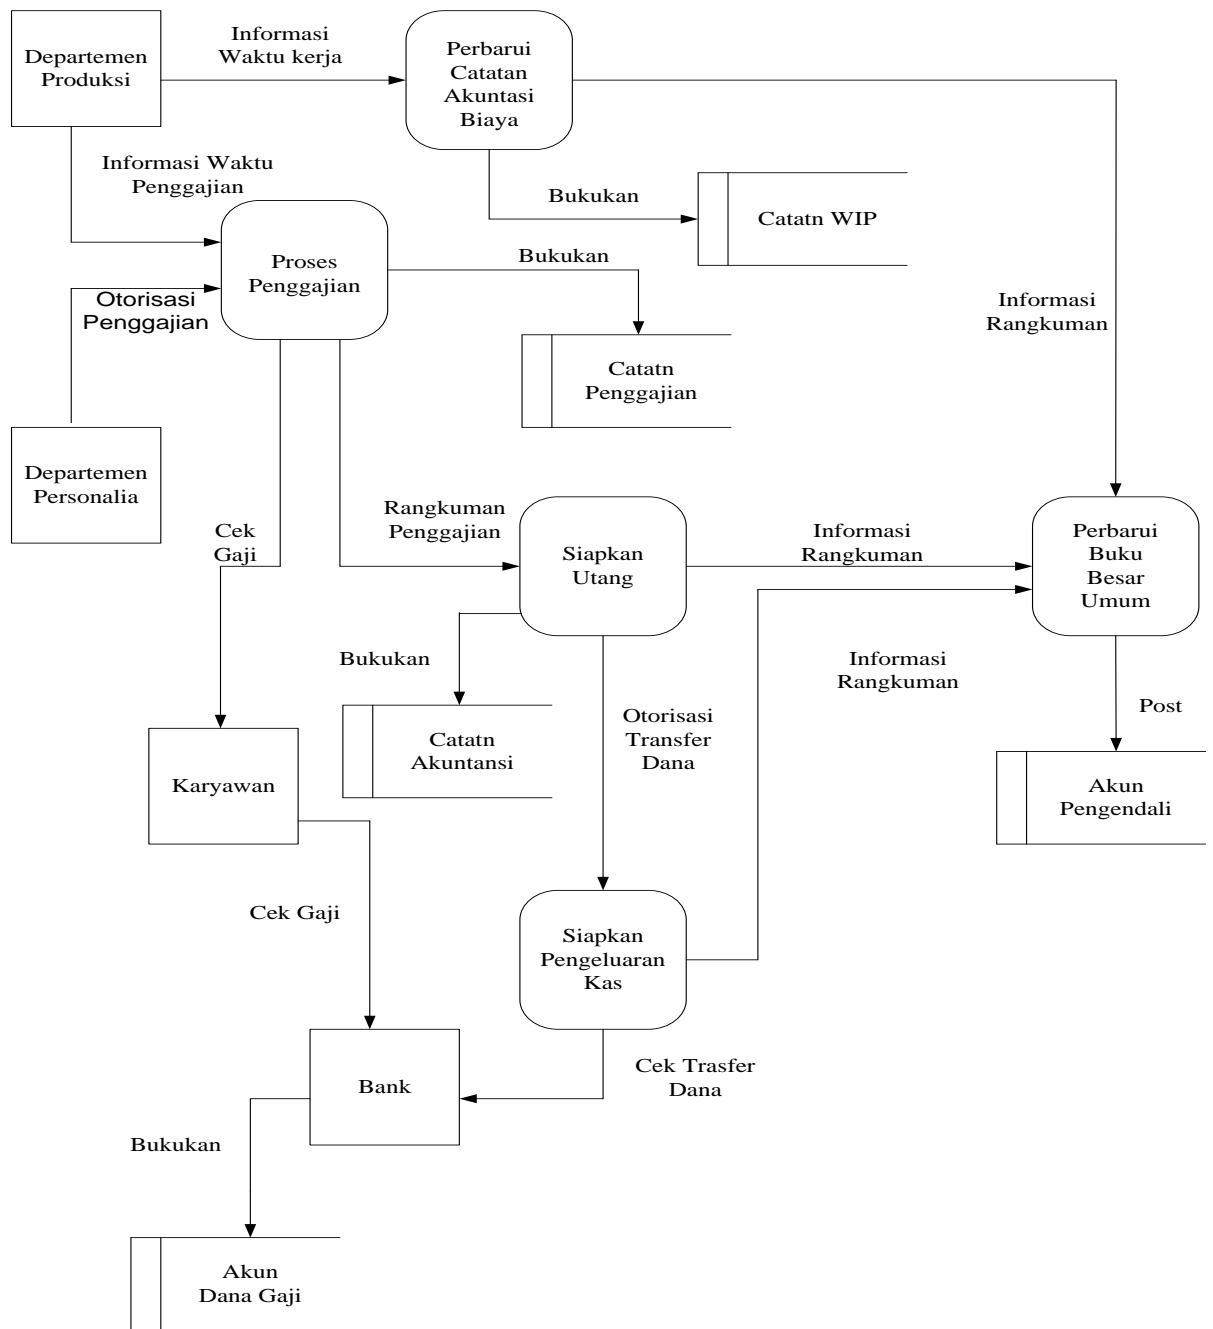 Departemen
Produksi
Informasi
Waktu kerja
Perbarui
Catatan
Akuntasi
Biaya
Informasi Waktu
Penggajian
Bukukan
Catatn WIP
Proses
Penggajian
Bukukan
Otorisasi
Penggajian
Informasi
Rangkuman
Catatn
Penggajian
Departemen
Personalia
Cek
Gaji
Rangkuman
Penggajian
Siapkan
Utang
Informasi
Rangkuman
Perbarui
Buku
Besar
Umum
Bukukan
Informasi
Rangkuman
Otorisasi
Transfer
Dana
Post
Catatn
Akuntansi
Karyawan
Akun
Pengendali
Cek Gaji
Siapkan
Pengeluaran
Kas
Bank
Cek Trasfer
Dana
Bukukan
Akun
Dana Gaji